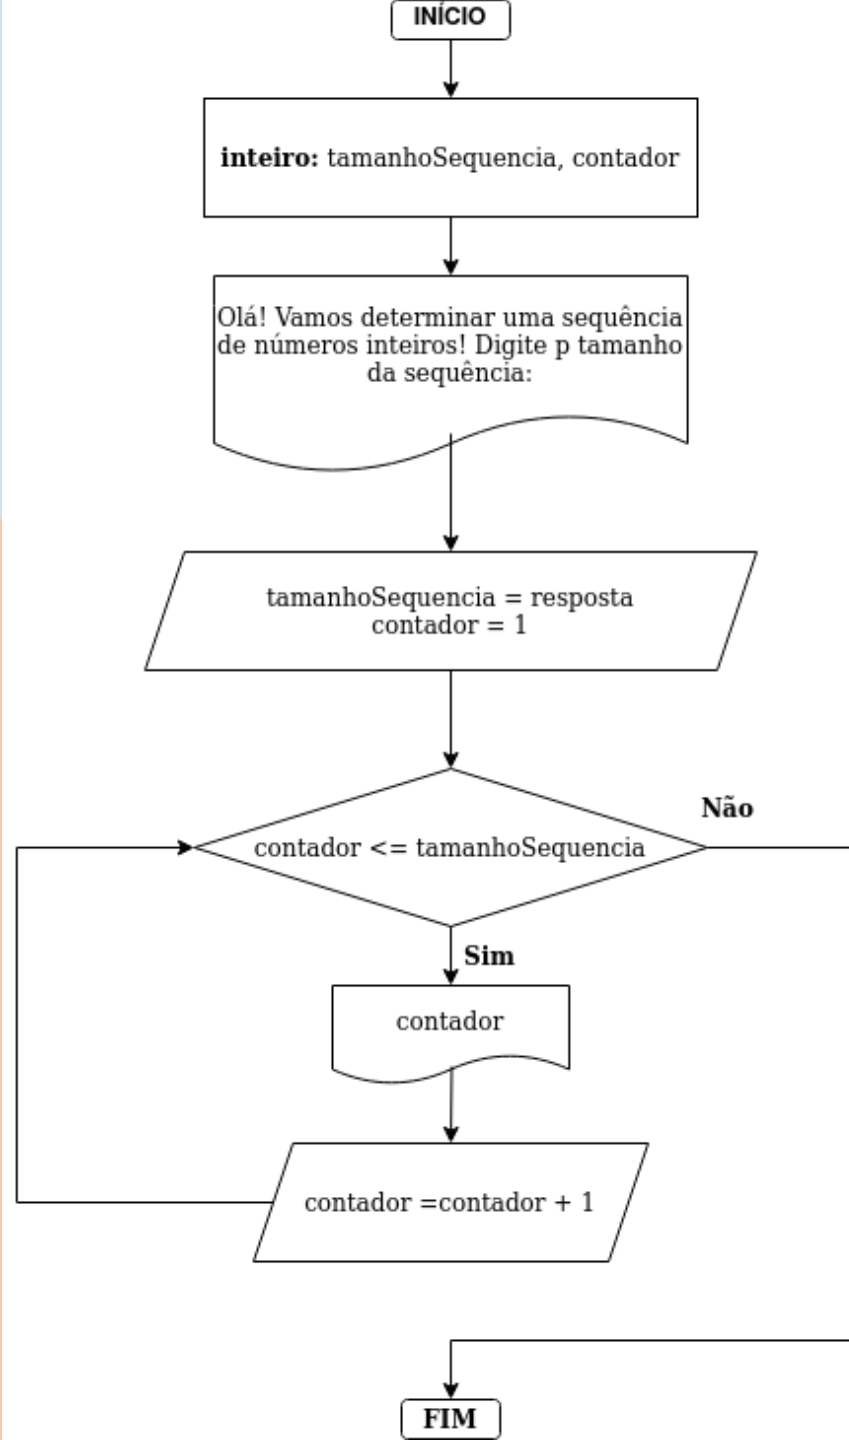 INÍCIO
inteiro: tamanhoSequencia, contador
Olá! Vamos determinar uma sequência
de números inteiros! Digite p tamanho
da sequência:
tamanhoSequencia = resposta
contador = 1
Não
contador <= tamanhoSequencia
Sim
contador
contador =contador + 1
FIM